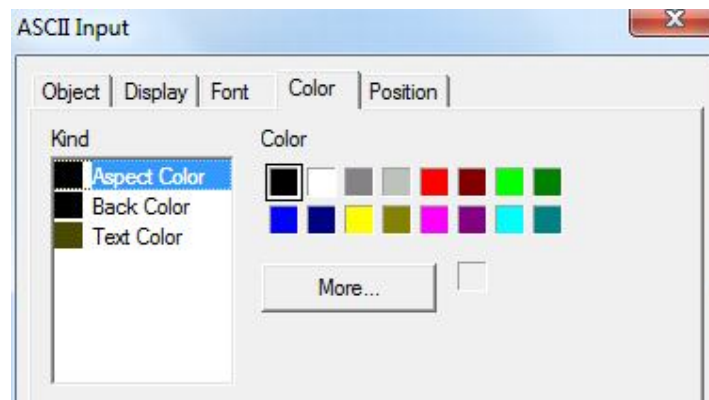 ASCII Input
Object Display Font Color Position
Kind Color
Aspect Color
Back Color
Text Color
More...